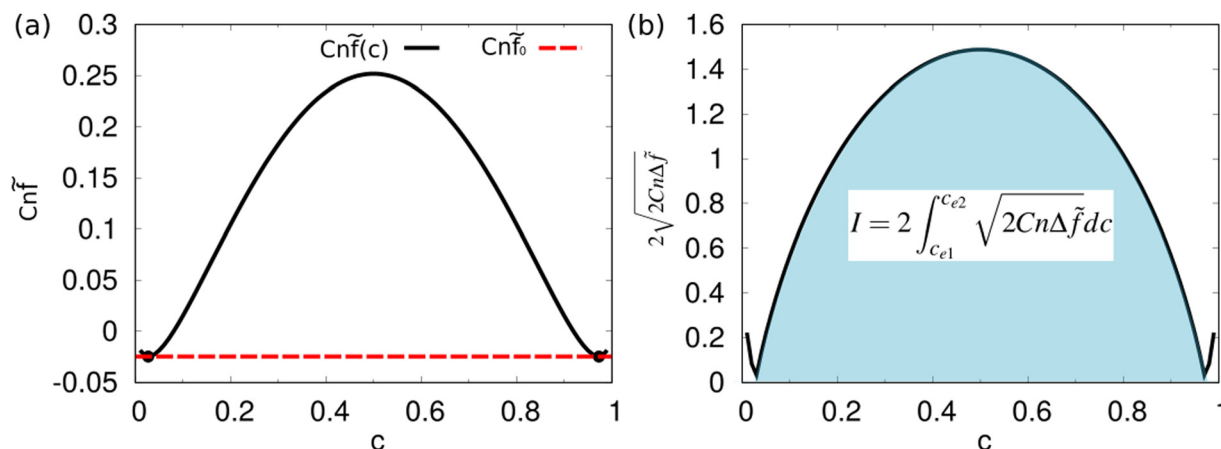 (a)
0.3
0.25
0.2
0.15
0.1
0.05
0
-0.05
Cnf̃
Cnf̃(c)
Cnf̃₀
0 0.2 0.4 0.6 0.8 1
c
(b)
1.6
1.4
1.2
1
0.8
0.6
0.4
0.2
0
2√2CnΔf̃
I = 2∫_{c_{e1}}^{c_{e2}} √2CnΔf̃dc
0 0.2 0.4 0.6 0.8 1
c